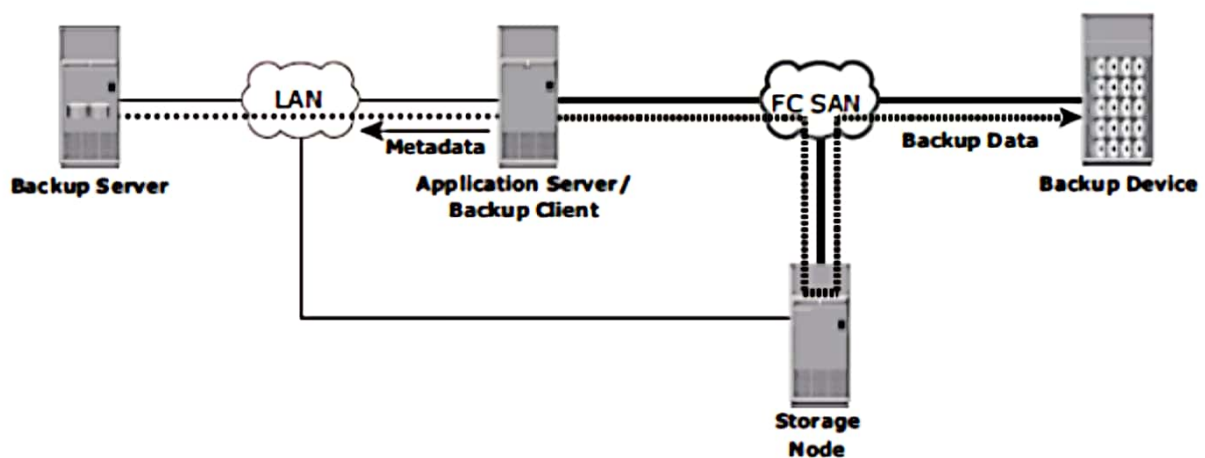 LAN
FC SAN
Metadata
Backup Data
Backup Server
Application Server/
Backup Client
Backup Device
Storage
Node